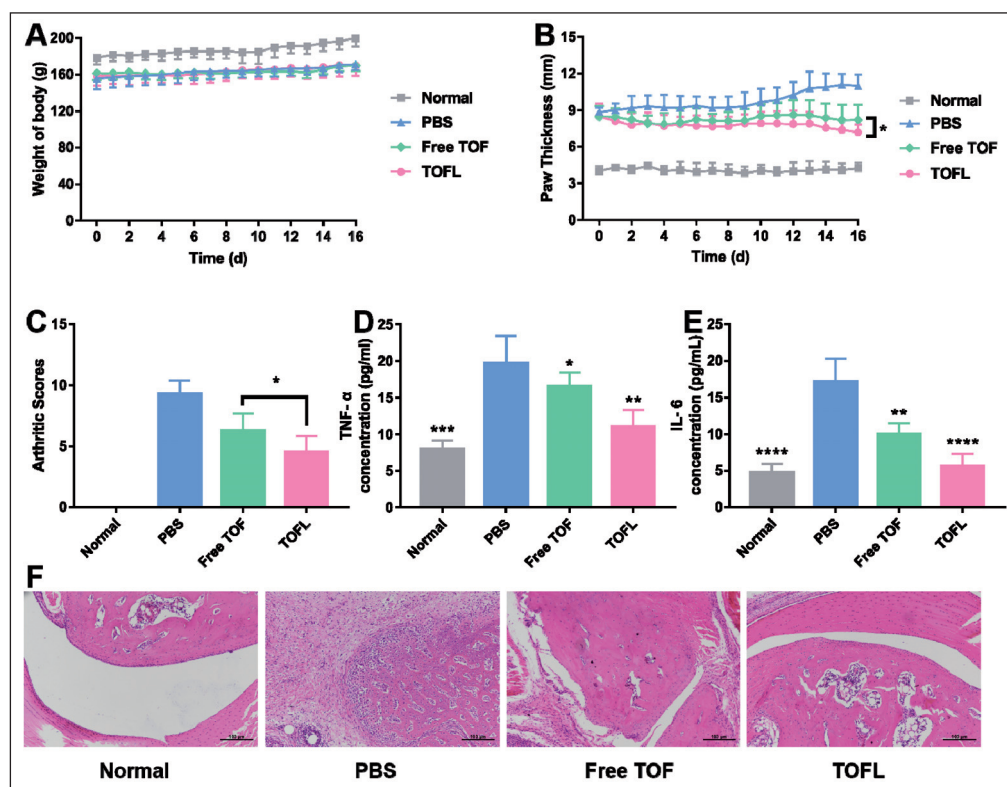 A
200
160
120
80
40
0
Weight of body (g)
0 2 4 6 8 10 12 14 16
Time (d)
Normal
PBS
Free TOF
TOFL
B
15
12
9
6
3
0
Paw Thickness (mm)
0 2 4 6 8 10 12 14 16
Time (d)
Normal
PBS
Free TOF
TOFL
*
C
15
10
5
0
Arthritic Scores
*
Normal
PBS
Free TOF
TOFL
D
25
20
15
10
5
0
TNF- α
concentration (pg/ml)
***
*
**
Normal
PBS
Free TOF
TOFL
E
25
20
15
10
5
0
IL- 6
concentration (pg/mL)
****
**
****
Normal
PBS
Free TOF
TOFL
F
Normal
PBS
Free TOF
TOFL